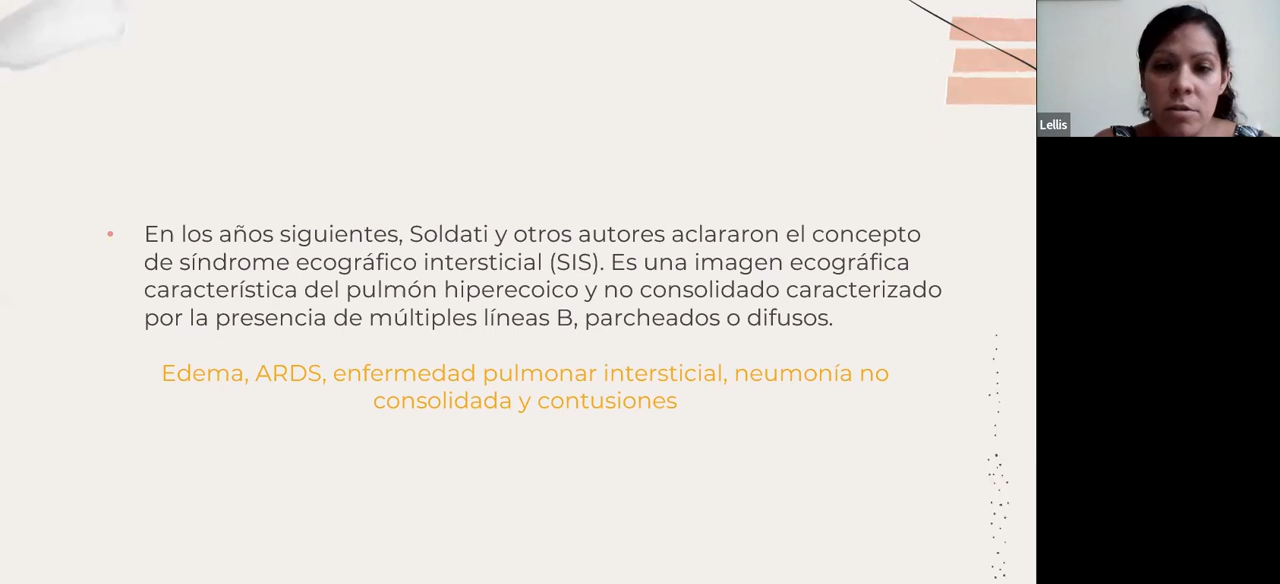 En los años siguientes, Soldati y otros autores aclararon el concepto
de síndrome ecográfico intersticial (SIS). Es una imagen ecográfica
característica del pulmón hiperecoico y no consolidado caracterizado
por la presencia de múltiples líneas B, parcheados o difusos.
Edema, ARDS, enfermedad pulmonar intersticial, neumonía no
consolidada y contusiones
Lellis